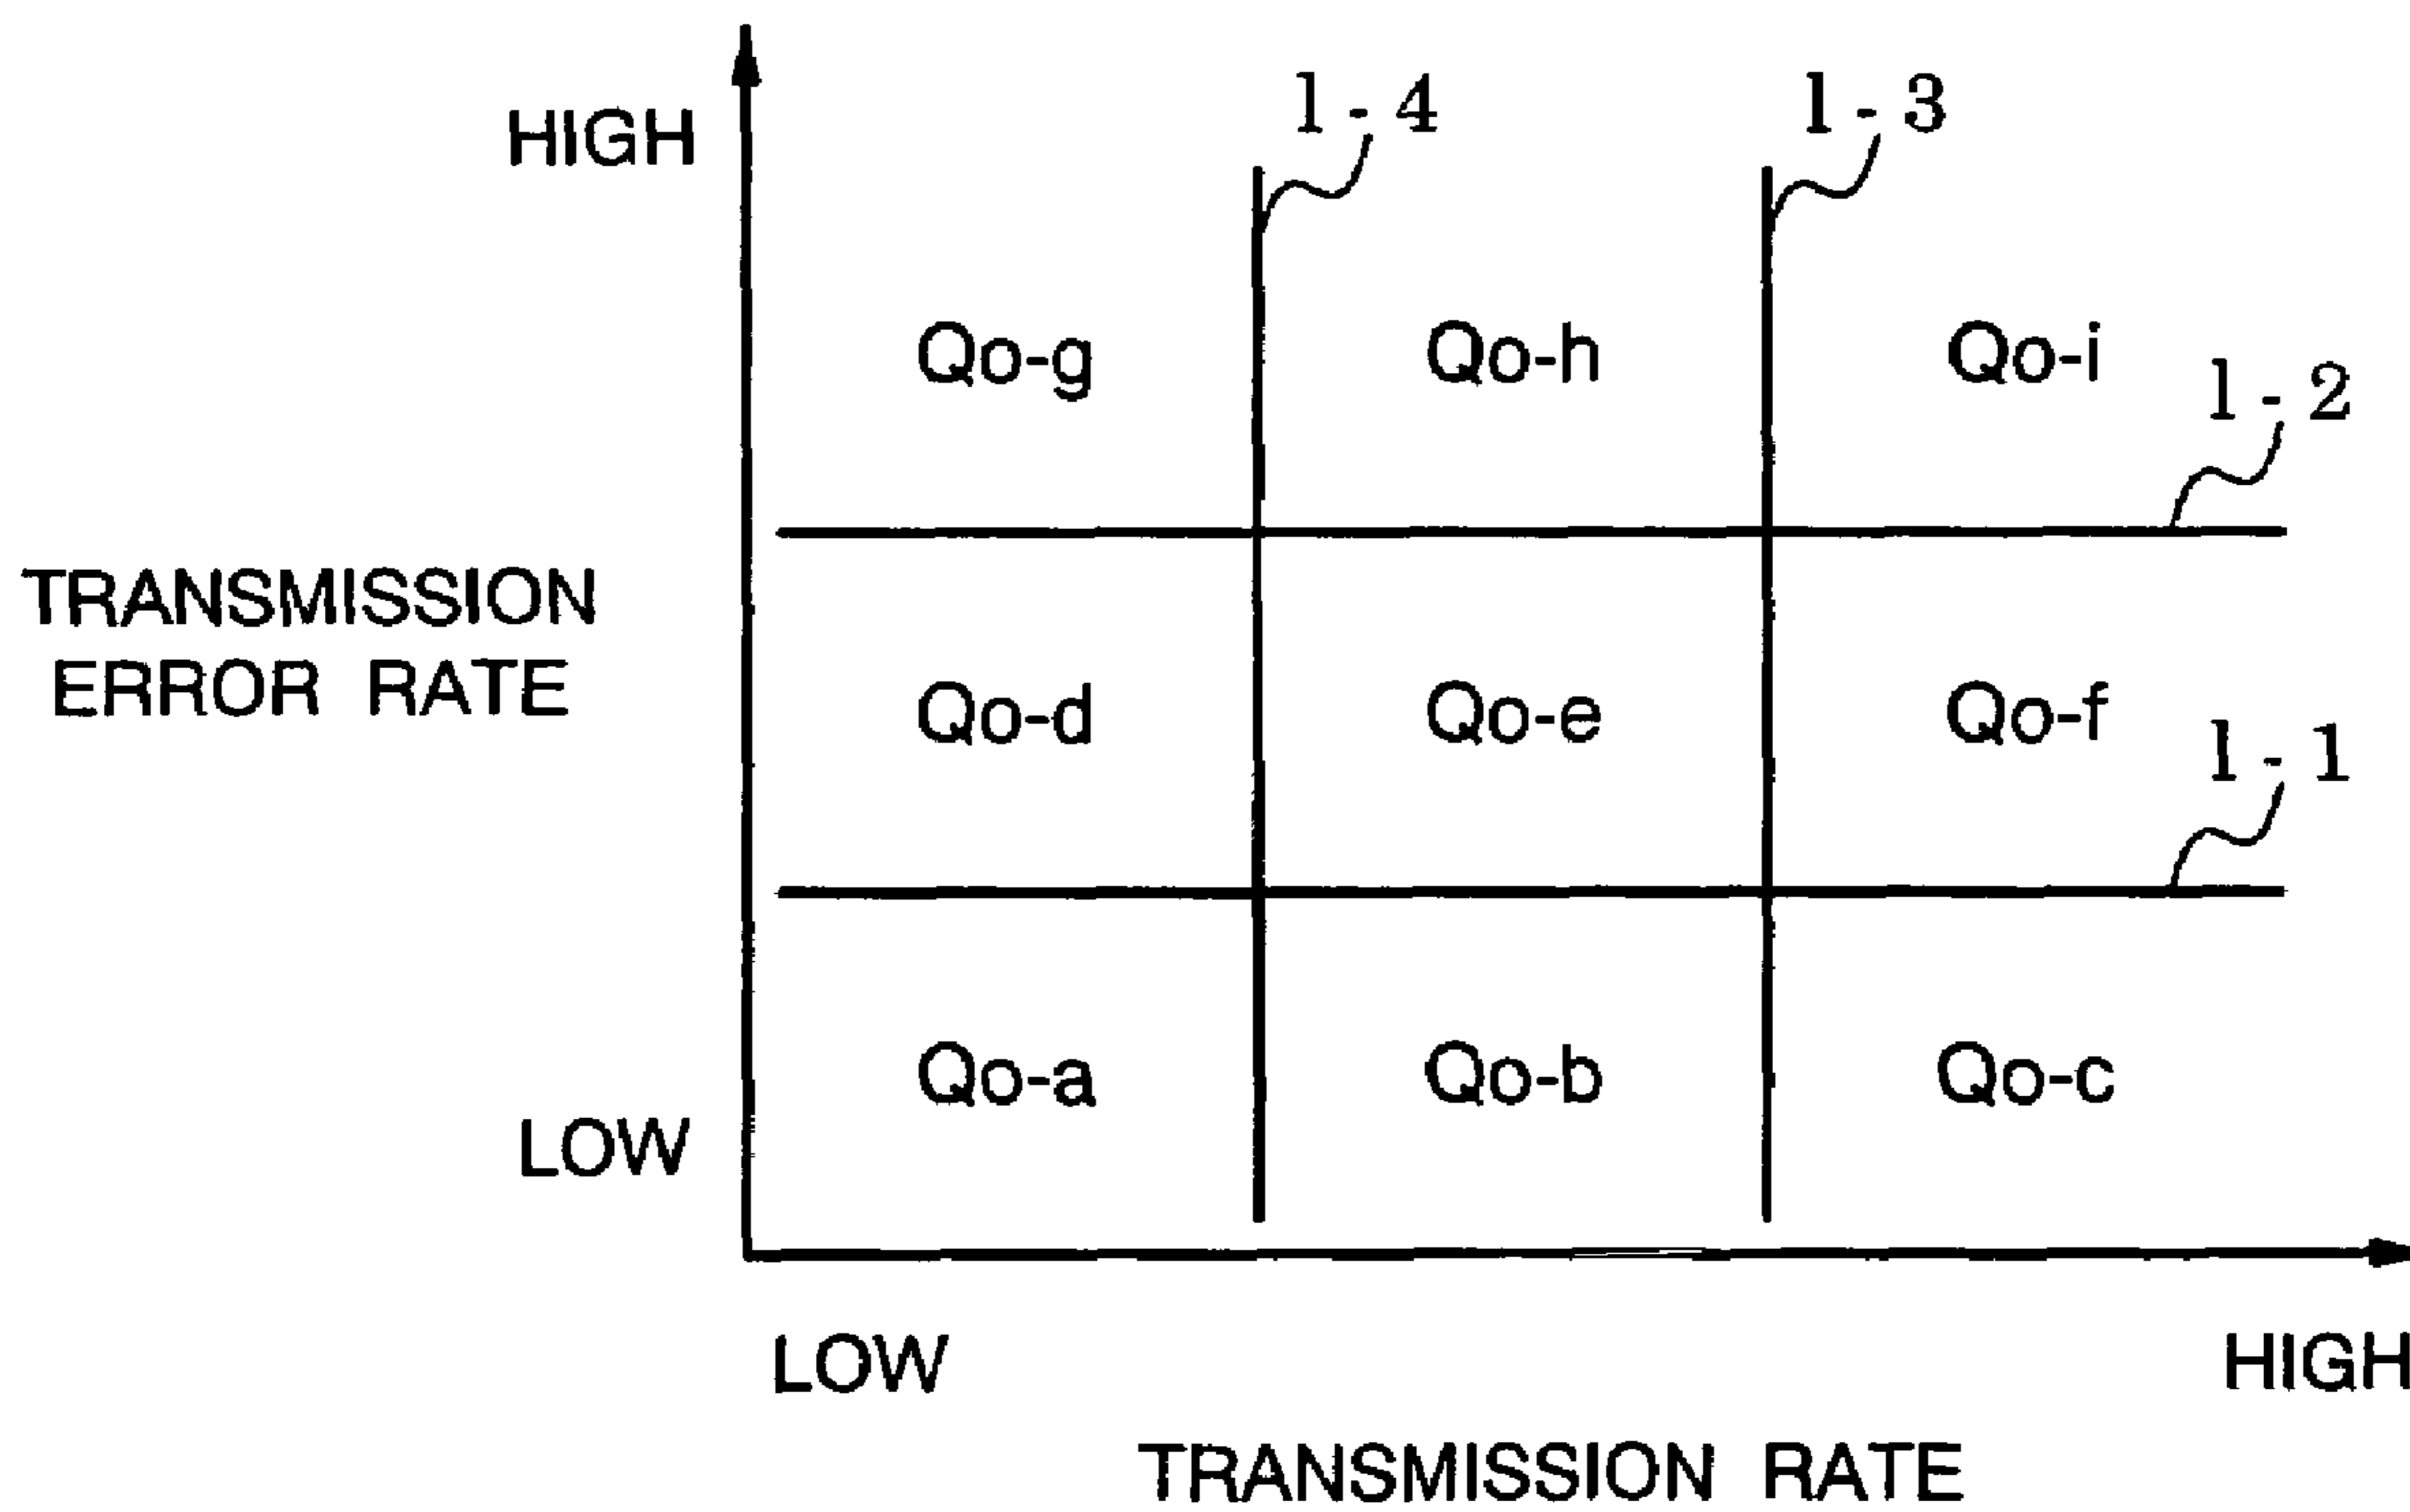 1 - 4 1 - 3
HIGH
Qo-g Qo-h Qo-i
1 - 2
TRANSMISSION
ERROR RATE
Qo-d Qo-e Qo-f
1 - 1
Qo-a Qo-b Qo-c
LOW
LOW HIGH
TRANSMISSION RATE